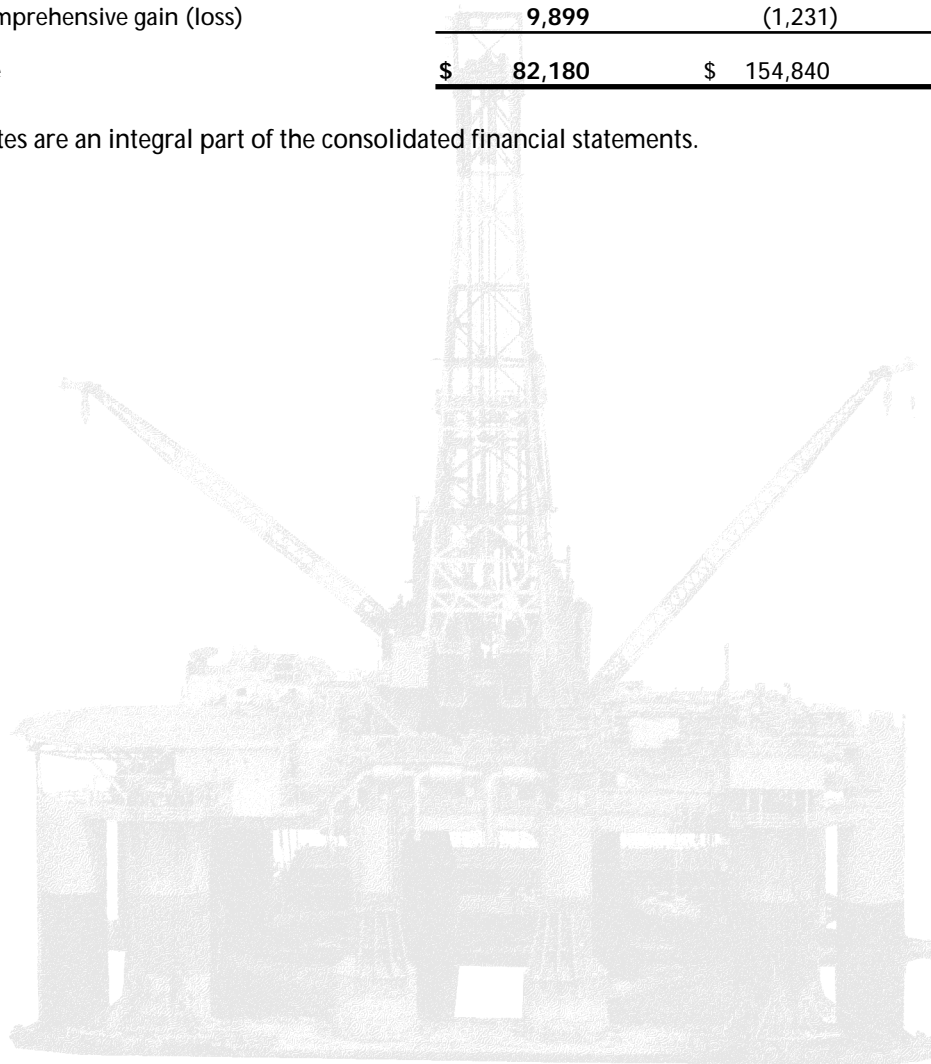 mprehensive gain (loss) 9,899 (1,231)
$ 82,180 $ 154,840
tes are an integral part of the consolidated financial statements.